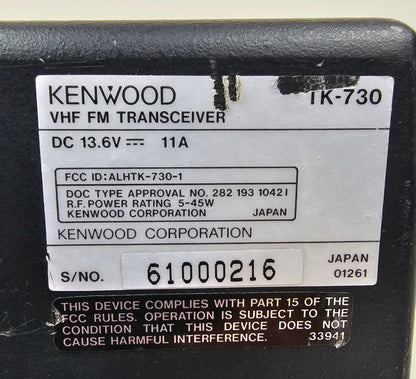 KENWOOD TK-730
VHF FM TRANSCEIVER
DC 13.6V ⎓ 11A
FCC ID:ALHTK-730-1
DOC TYPE APPROVAL NO. 282 193 1042I
R.F. POWER RATING 5-45W
KENWOOD CORPORATION JAPAN
KENWOOD CORPORATION
S/NO. 61000216
JAPAN
01261
THIS DEVICE COMPLIES WITH PART 15 OF THE
FCC RULES. OPERATION IS SUBJECT TO THE
CONDITION THAT THIS DEVICE DOES NOT
CAUSE HARMFUL INTERFERENCE. 33941